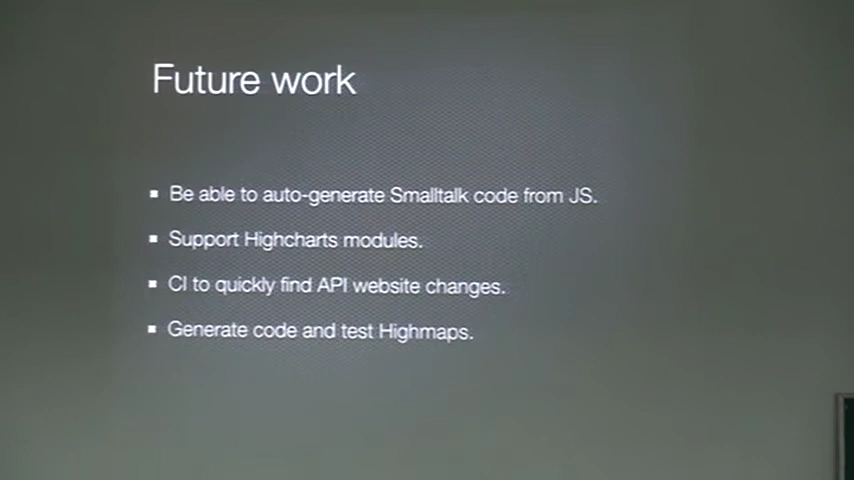 Future work
▪ Be able to auto-generate Smalltalk code from JS.
▪ Support Highcharts modules.
▪ CI to quickly find API website changes.
▪ Generate code and test Highmaps.